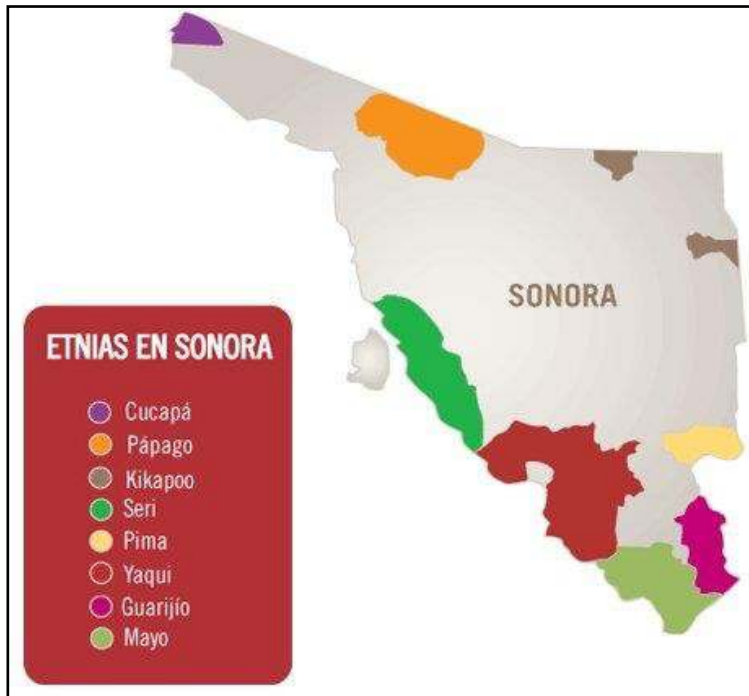 SONORA
ETNIAS EN SONORA
Cucapá
Pápago
Kikapoo
Seri
Pima
Yaqui
Guarijío
Mayo